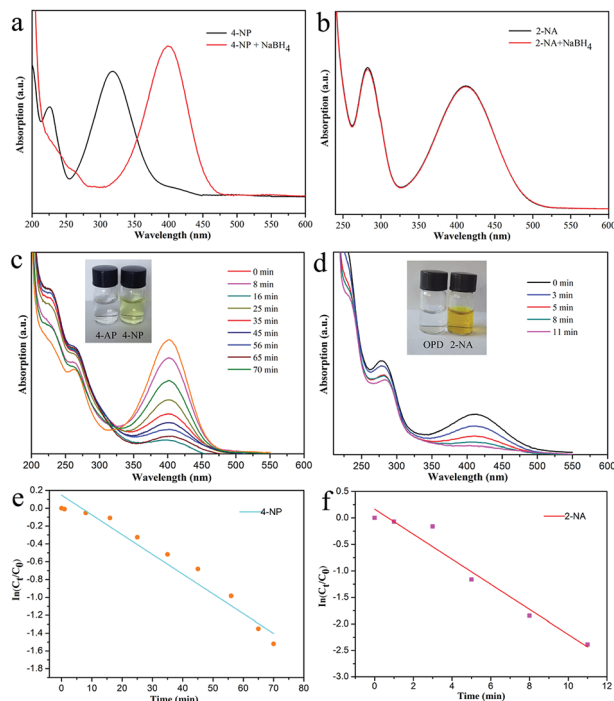 a
4-NP
4-NP + NaBH4
Absorption (a.u.)
200 250 300 350 400 450 500 550 600
Wavelength (nm)
b
2-NA
2-NA+NaBH4
Absorption (a.u.)
250 300 350 400 450 500 550 600
Wavelength (nm)
c
4-AP 4-NP
0 min
8 min
16 min
25 min
35 min
45 min
56 min
65 min
70 min
Absorption (a.u.)
200 250 300 350 400 450 500 550 600
Wavelength (nm)
d
OPD 2-NA
0 min
3 min
5 min
8 min
11 min
Absorption (a.u.)
200 250 300 350 400 450 500 550 600
Wavelength (nm)
e
4-NP
ln(Ct/C0)
0.2
0.0
-0.2
-0.4
-0.6
-0.8
-1.0
-1.2
-1.4
-1.6
-1.8
-10 0 10 20 30 40 50 60 70 80
Time (min)
f
2-NA
ln(Ct/C0)
0.5
0.0
-0.5
-1.0
-1.5
-2.0
-2.5
-3.0
0 2 4 6 8 10 12
Time (min)